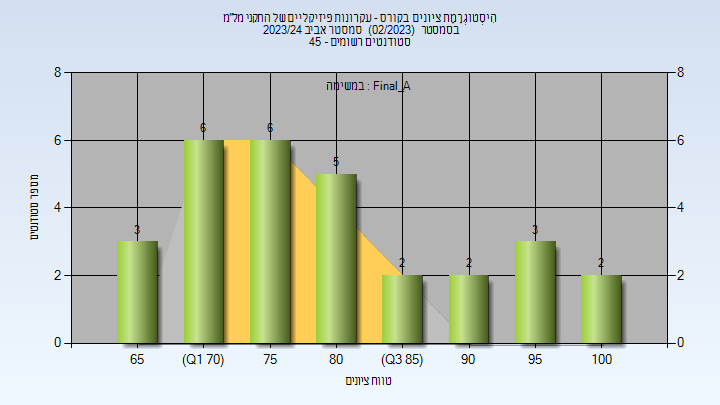 היסטוגרמת ציונים בקורס - עקרונות פיזיקליים של התקני מל"מ
בסמסטר (02/2023) סמסטר אביב 2023/24
סטודנטים רשומים - 45
במשימה : Final_A
8 8
6 6
4 4
2 2
0 0
3 6 6 5 2 2 3 2
מספר סטודנטים
65 (Q1 70) 75 80 (Q3 85) 90 95 100
טווח ציונים